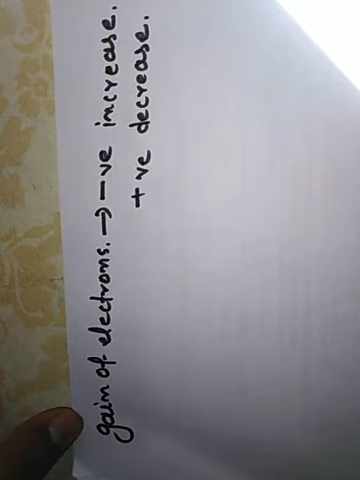 gain of electrons. → -ve increase.
+ve decrease.